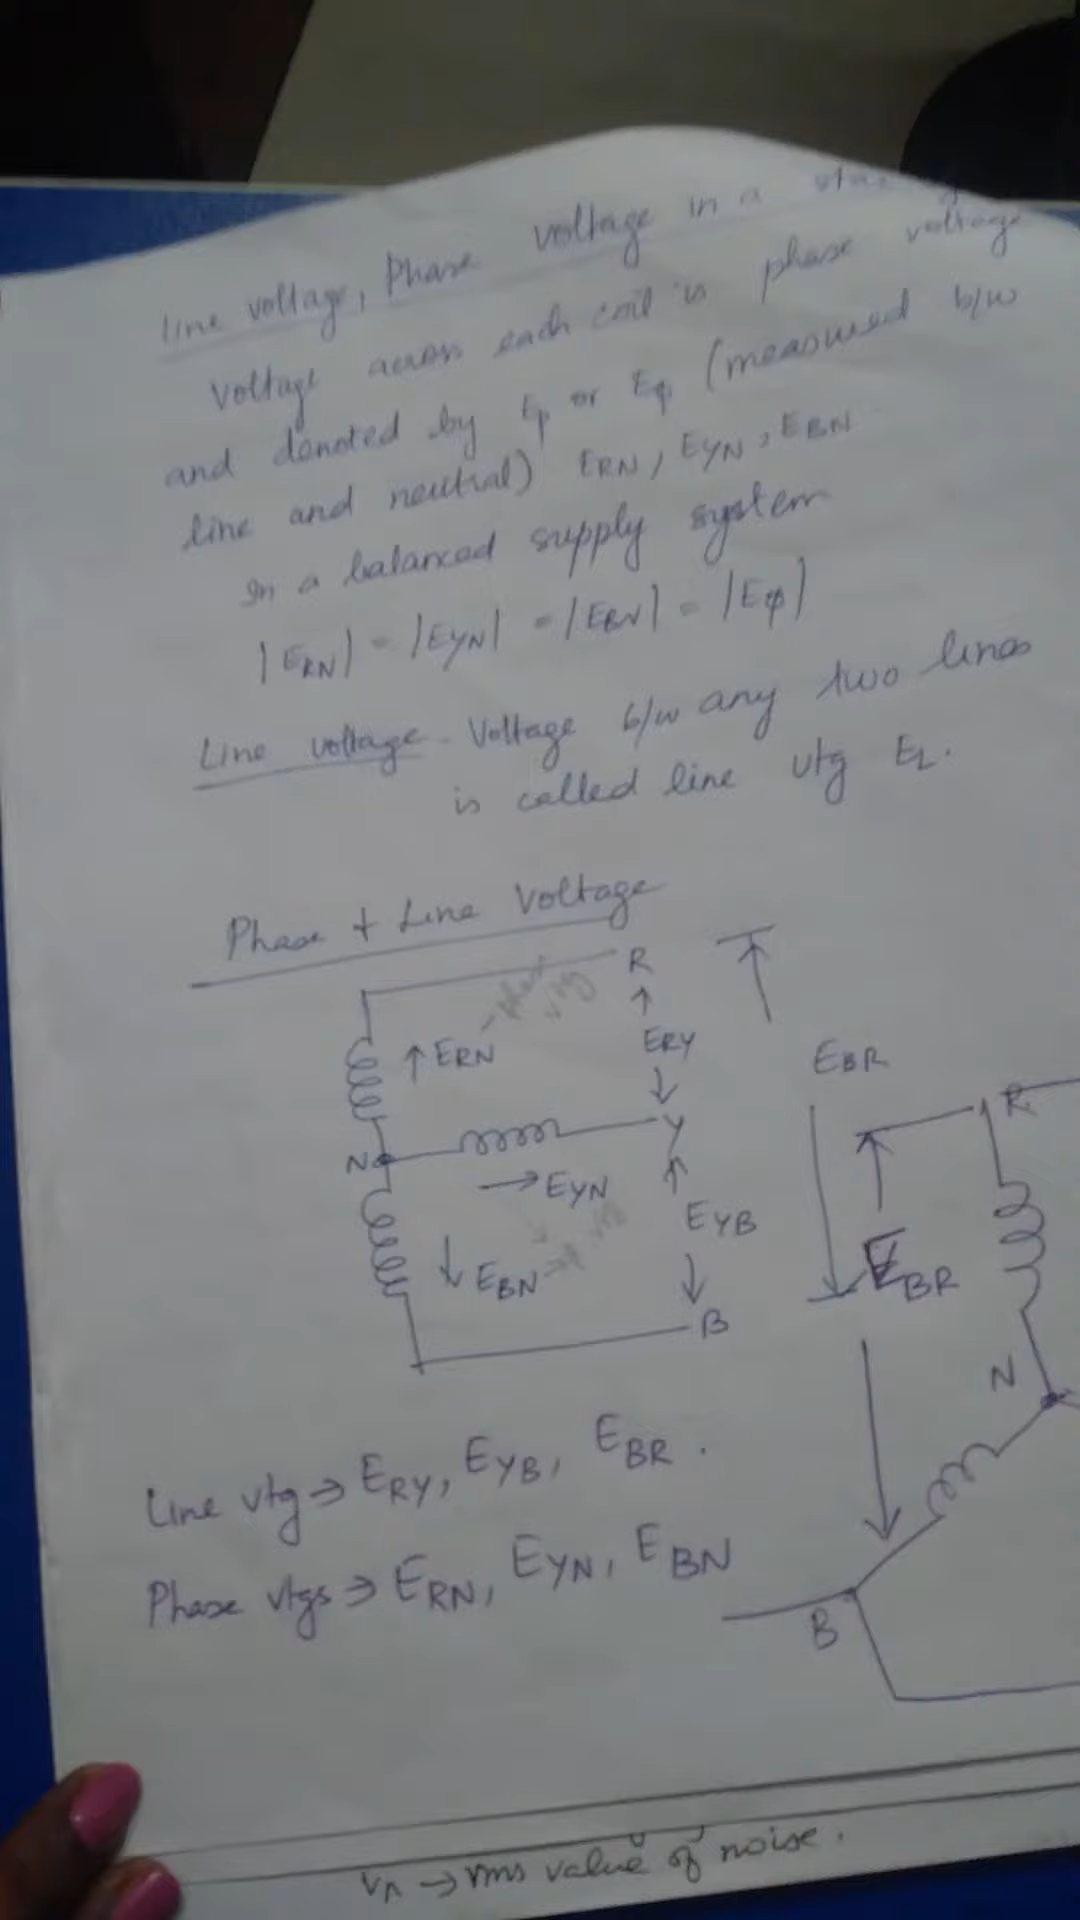 Line voltage, Phase voltage in a
Voltage across each coil is phase voltage
and denoted by Ep or Eφ (measured b/w
line and neutral) ERN, EYN, EBN
In a balanced supply system
|ERN| = |EYN| = |EBN| = |Eφ|
Line voltage - Voltage b/w any two lines
is called line vtg EL.
Phase + Line Voltage
R
ERN
phase vtg
ERY
EBR
R
N
Y
EYN
EYB
EBN
EBR
B
N
Line vtg → ERY, EYB, EBR.
Phase vtgs → ERN, EYN, EBN
B
Vn → rms value of noise.